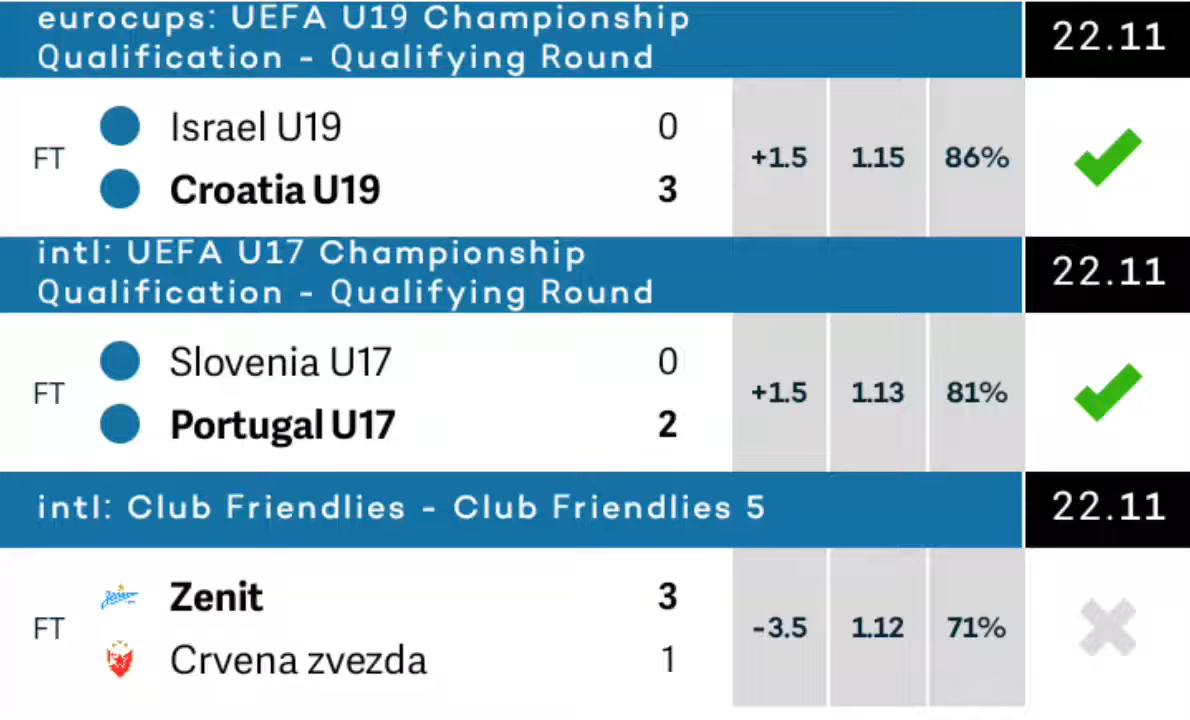 eurocups: UEFA U19 Championship
Qualification - Qualifying Round
22.11
FT
Israel U19 0
Croatia U19 3
+1.5 1.15 86%
intl: UEFA U17 Championship
Qualification - Qualifying Round
22.11
FT
Slovenia U17 0
Portugal U17 2
+1.5 1.13 81%
intl: Club Friendlies - Club Friendlies 5
22.11
FT
Zenit 3
Crvena zvezda 1
-3.5 1.12 71%